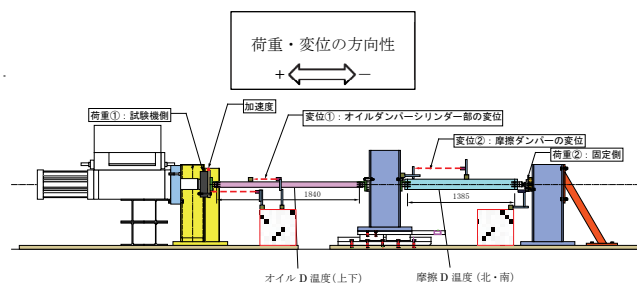 荷重・変位の方向性
+ −
加速度
荷重①：試験機側
変位①：オイルダンパーシリンダー部の変位
変位②：摩擦ダンパーの変位
荷重②：固定側
1840
1385
オイル D 温度（上下）
摩擦 D 温度（北・南）